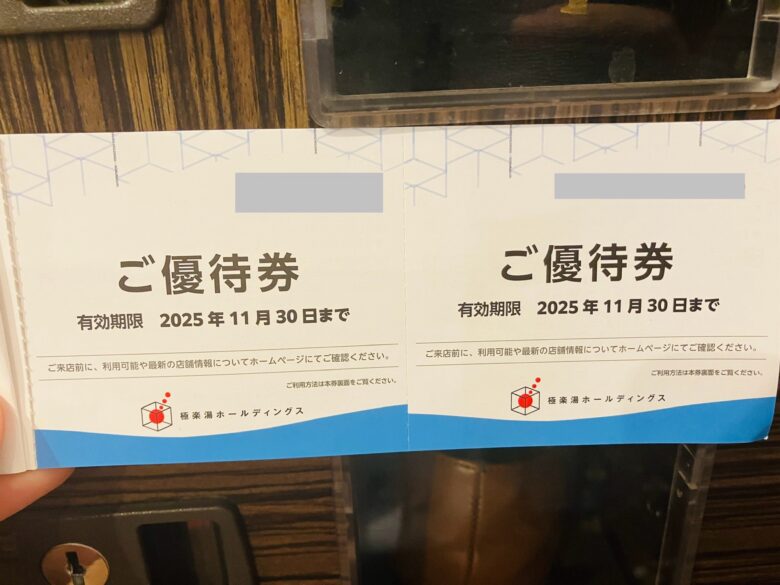 ご優待券
有効期限 2025年11月30日まで
ご来店前に、利用可能や最新の店舗情報についてホームページにてご確認ください。
ご利用方法は本券裏面をご覧ください。
極楽湯ホールディングス
ご優待券
有効期限 2025年11月30日まで
ご来店前に、利用可能や最新の店舗情報についてホームページにてご確認ください。
ご利用方法は本券裏面をご覧ください。
極楽湯ホールディングス